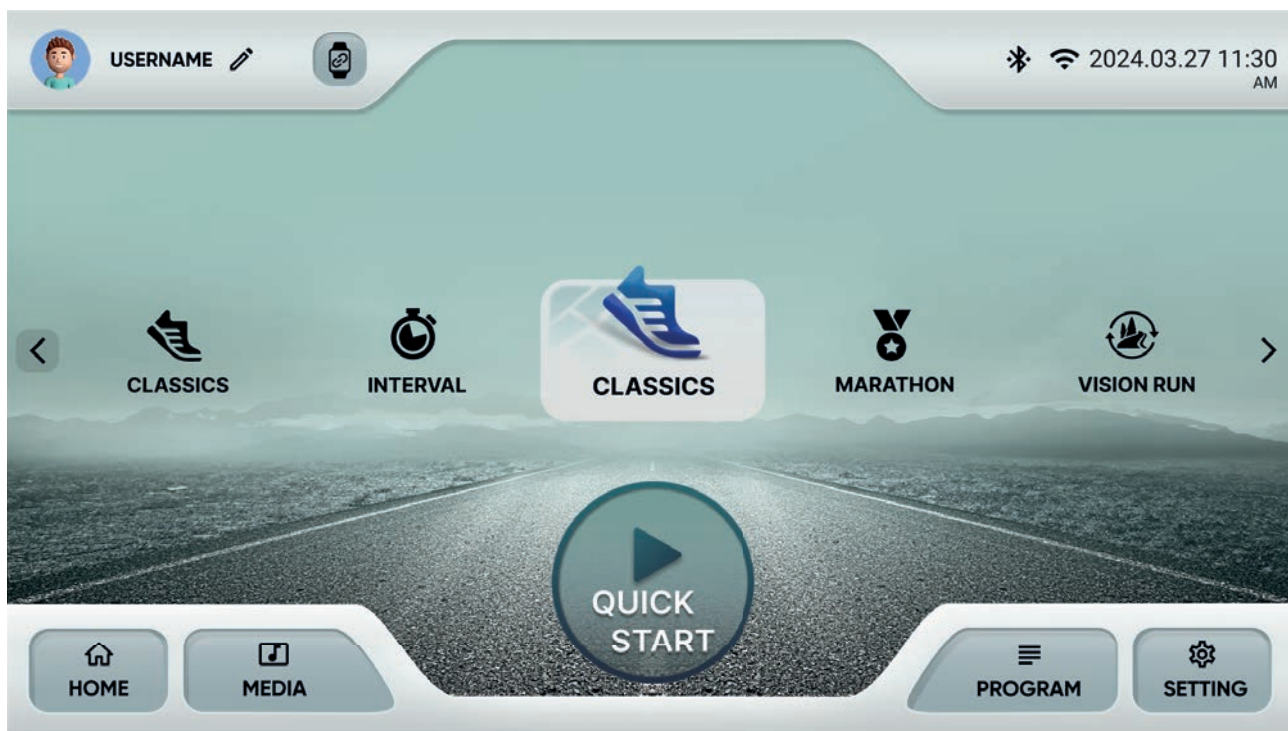 USERNAME
2024.03.27 11:30
AM
CLASSICS
INTERVAL
CLASSICS
MARATHON
VISION RUN
QUICK
START
HOME
MEDIA
PROGRAM
SETTING